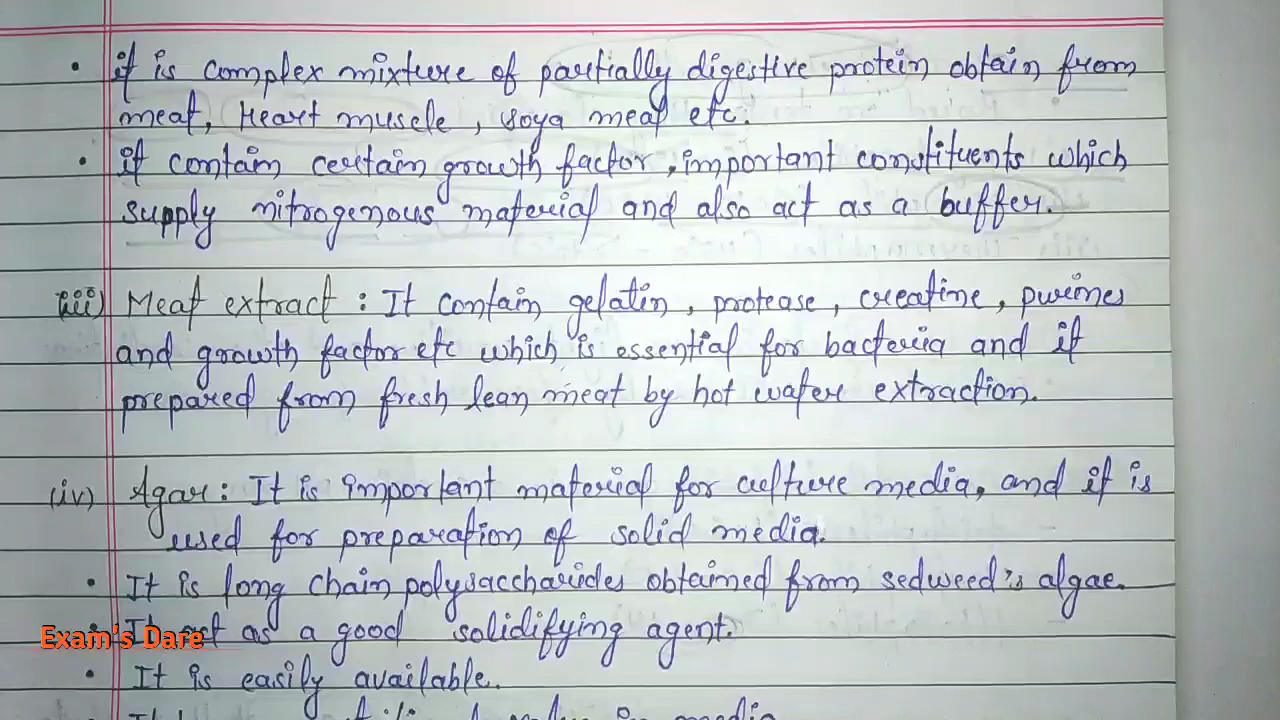 • it is complex mixture of partially digestive protein obtain from
meat, Heart muscle, soya meat etc.
• it contain certain growth factor, important constituents which
supply nitrogenous material and also act as a buffer.
iii) Meat extract : It contain gelatin, protease, creatine, purines
and growth factor etc which is essential for bacteria and it
prepared from fresh lean meat by hot water extraction.
(iv) Agar : It is important material for culture media, and it is
used for preparation of solid media.
• It is long chain polysaccharides obtained from sedweed's algae.
• It act as a good solidifying agent.
Exam's Dare
• It is easily available.
in media